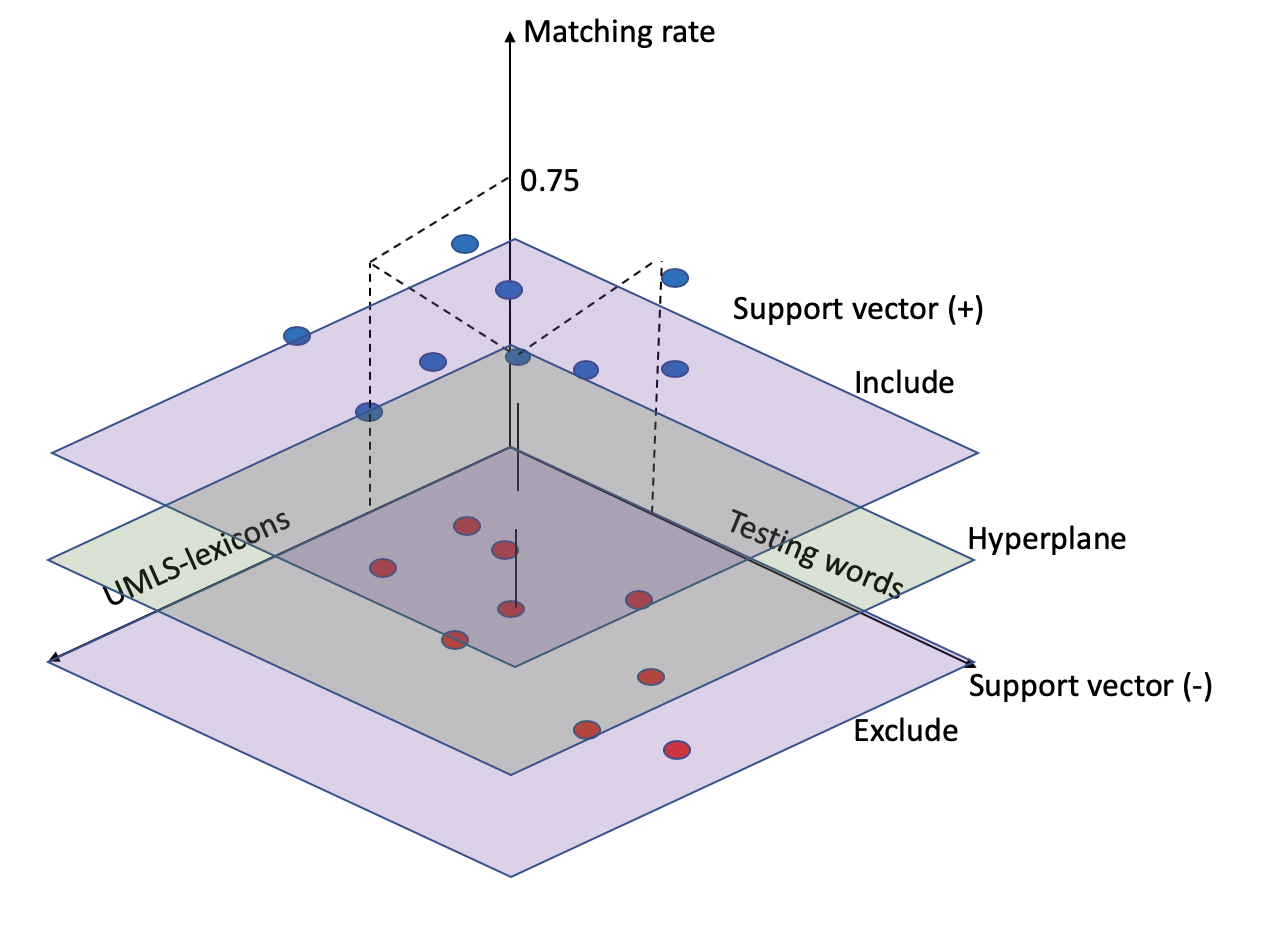 Matching rate
0.75
Support vector (+)
Include
UMLS-lexicons
Testing words
Hyperplane
Support vector (-)
Exclude